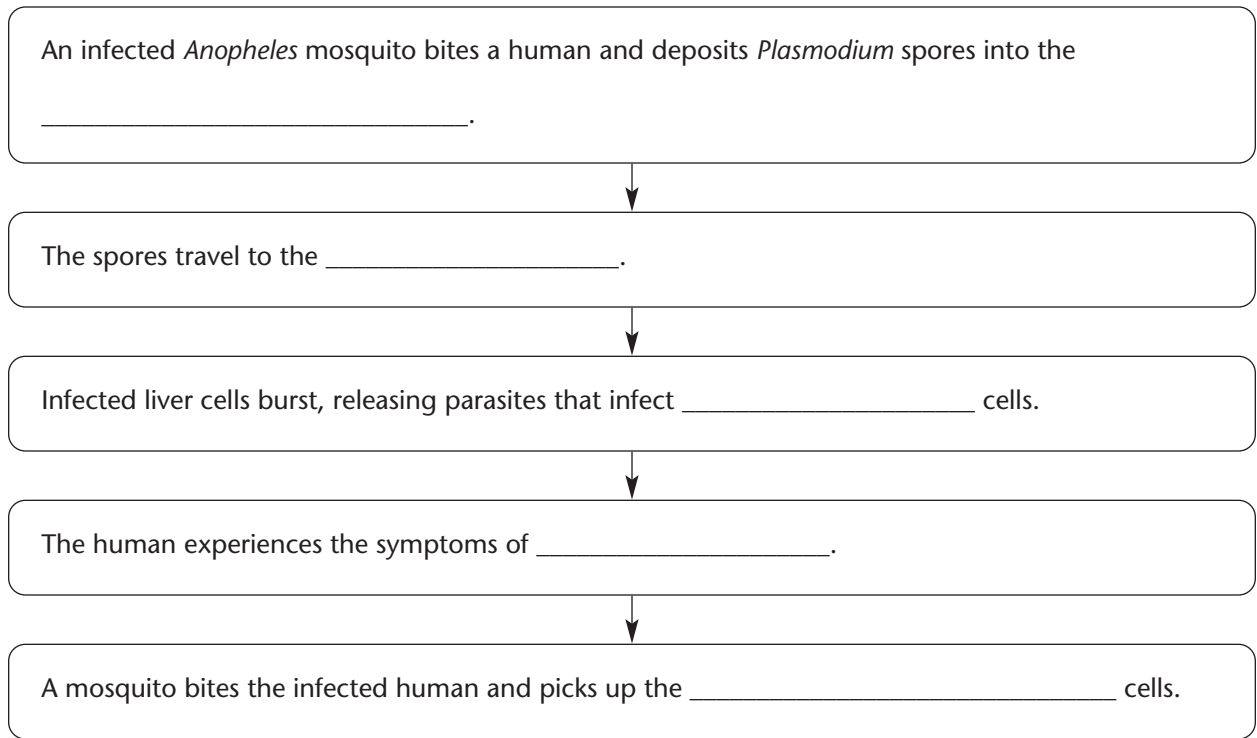 An infected Anopheles mosquito bites a human and deposits Plasmodium spores into the
________________________________.
The spores travel to the ______________________.
Infected liver cells burst, releasing parasites that infect ______________________ cells.
The human experiences the symptoms of ______________________.
A mosquito bites the infected human and picks up the ________________________________ cells.